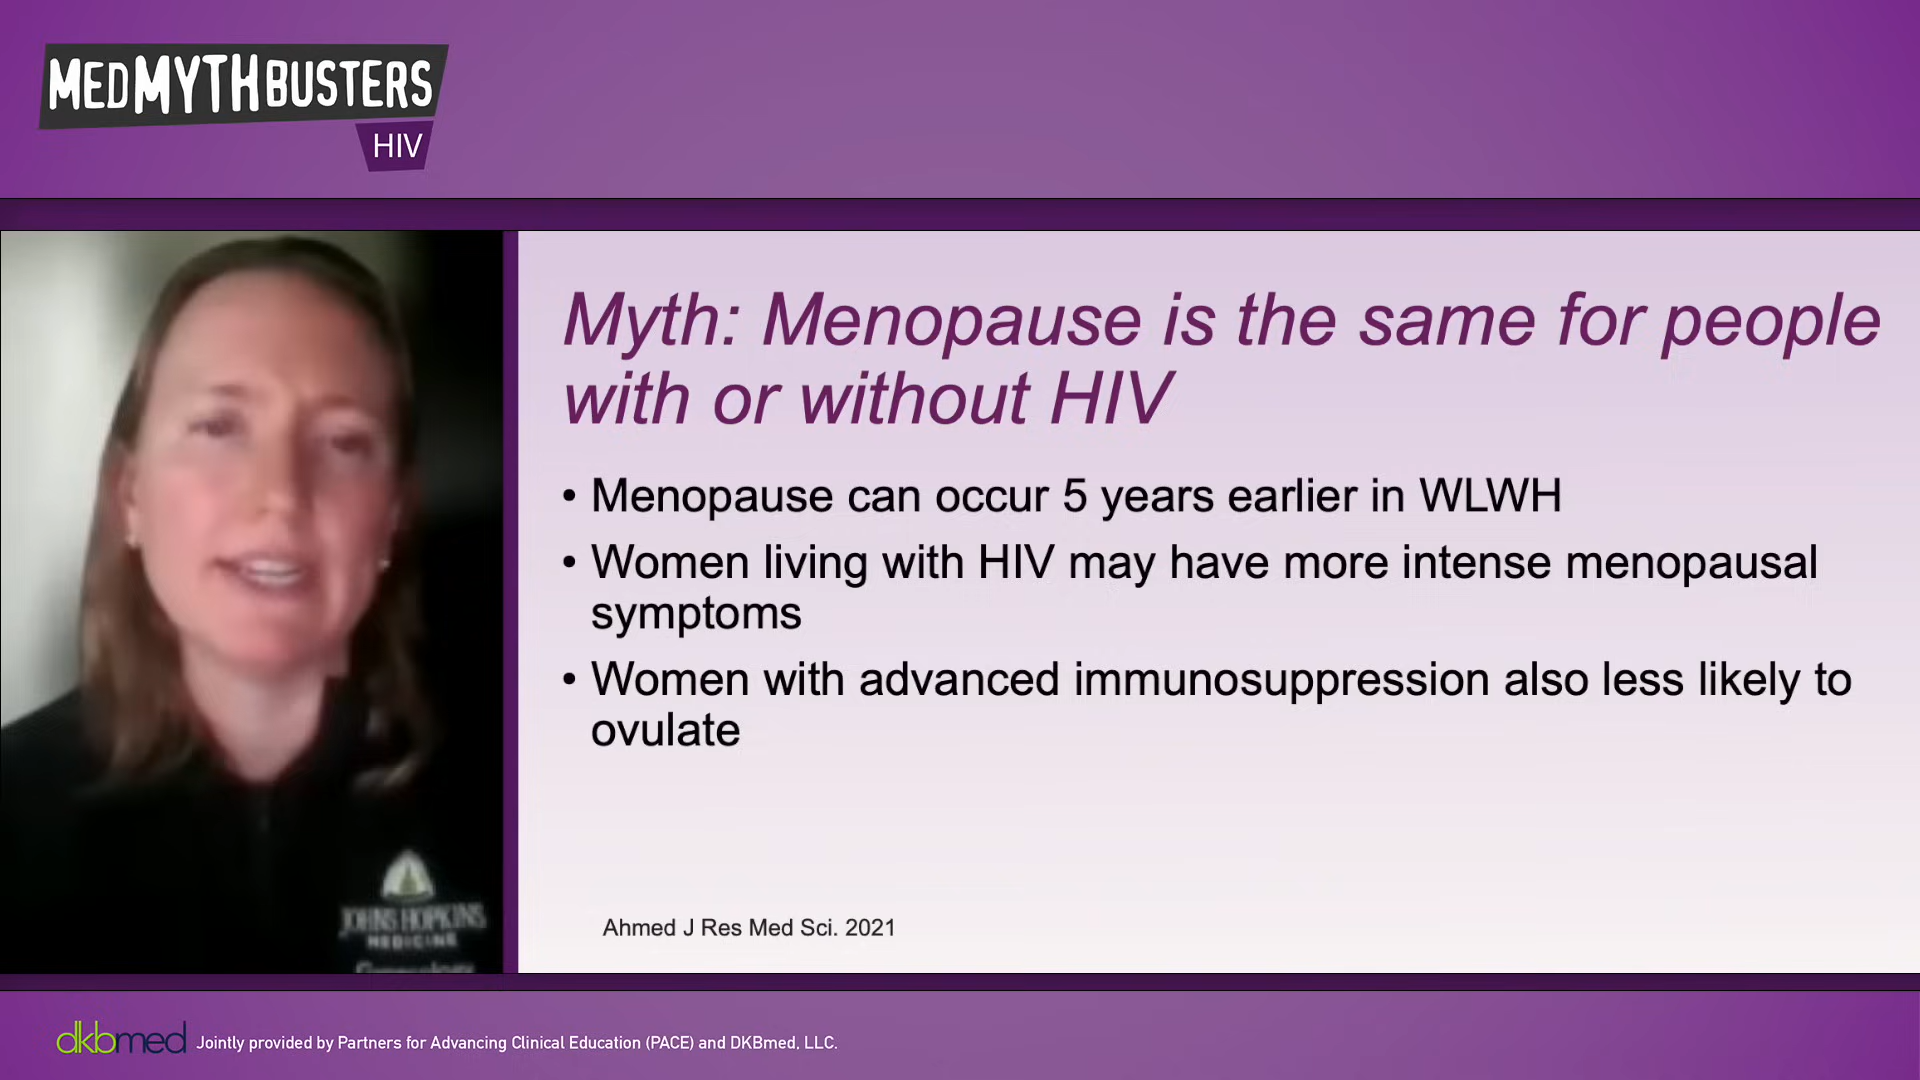 MEDMYTHBUSTERS
HIV
Myth: Menopause is the same for people
with or without HIV
• Menopause can occur 5 years earlier in WLWH
• Women living with HIV may have more intense menopausal
symptoms
• Women with advanced immunosuppression also less likely to
ovulate
Ahmed J Res Med Sci. 2021
JOHNS HOPKINS
MEDICINE
Gynecology
dkbmed Jointly provided by Partners for Advancing Clinical Education (PACE) and DKBmed, LLC.